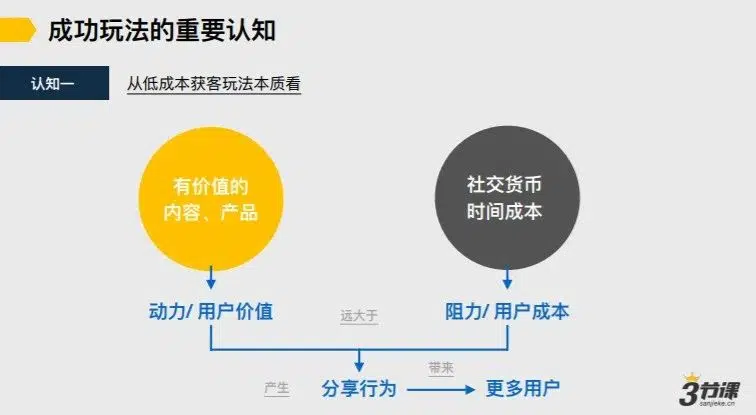 成功玩法的重要认知
认知一
从低成本获客玩法本质看
有价值的
内容、产品
社交货币
时间成本
动力/ 用户价值
远大于
阻力/ 用户成本
带来
产生
分享行为
更多用户
3节课
sanjieke.cn